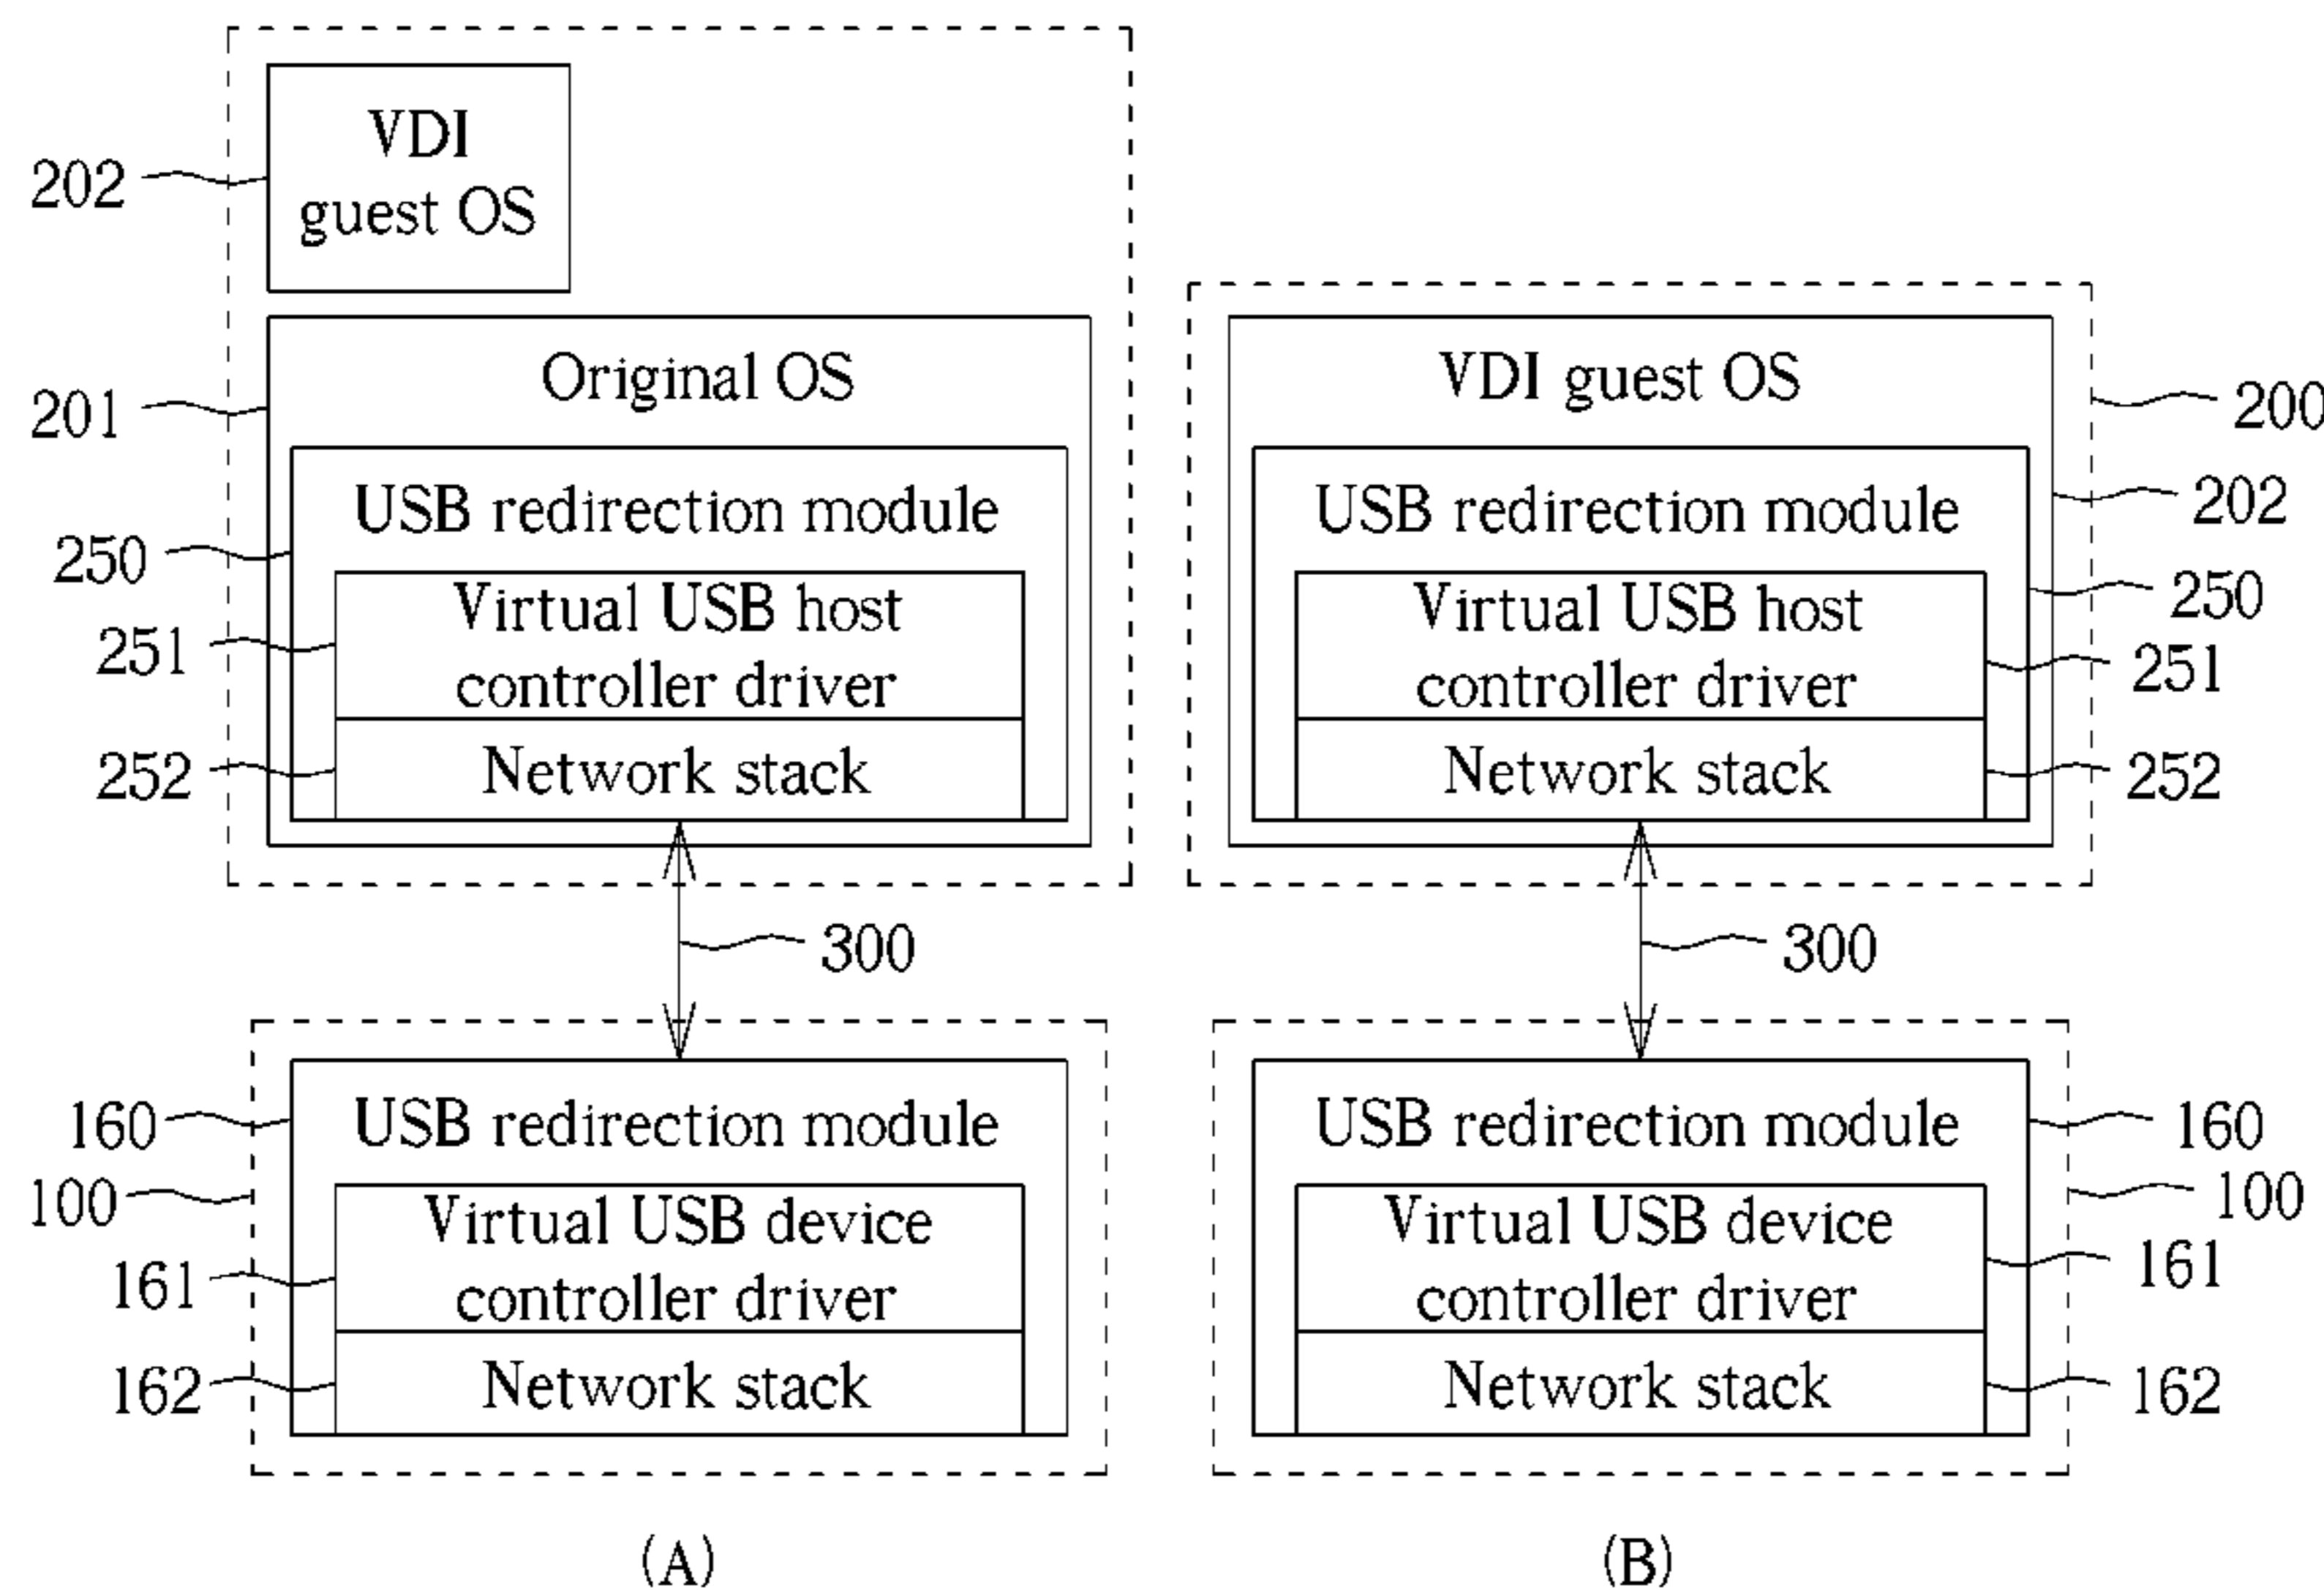 VDI
guest OS
202
Original OS
201
USB redirection module
250
Virtual USB host
controller driver
251
Network stack
252
300
USB redirection module
160
100
Virtual USB device
controller driver
161
Network stack
162
(A)
VDI guest OS
200
202
USB redirection module
250
Virtual USB host
controller driver
251
Network stack
252
300
USB redirection module
160
100
Virtual USB device
controller driver
161
Network stack
162
(B)